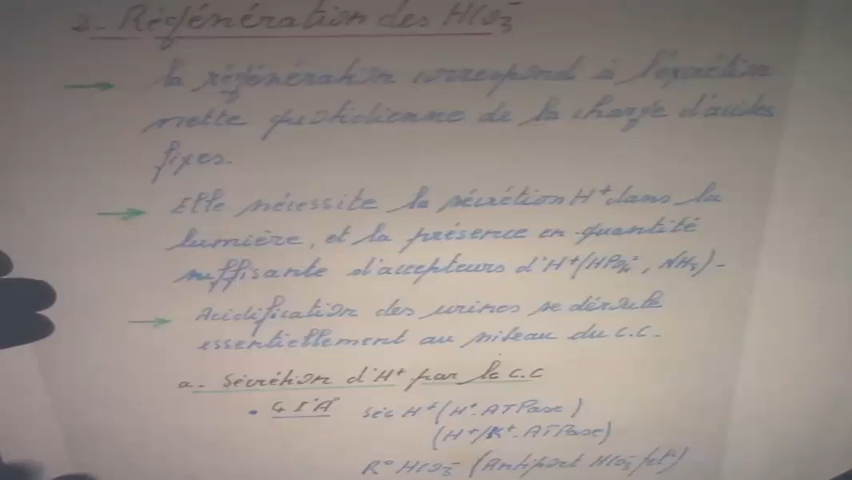 2- Régénération des HCO3-
→ la régénération correspond à l'excrétion
nette quotidienne de la charge d'acides
fixes.
→ Elle nécessite la sécrétion H+ dans la
lumière, et la présence en quantité
suffisante d'accepteurs d'H+ (HPO4²-, NH3)-
→ Acidification des urines se déroule
essentiellement au niveau du C.C-
a- Sécrétion d'H+ par le C.C
• C I A Séc H+ (H+-ATPase)
(H+/K+-ATPase)
R° HCO3- (Antiport HCO3-/Cl-)